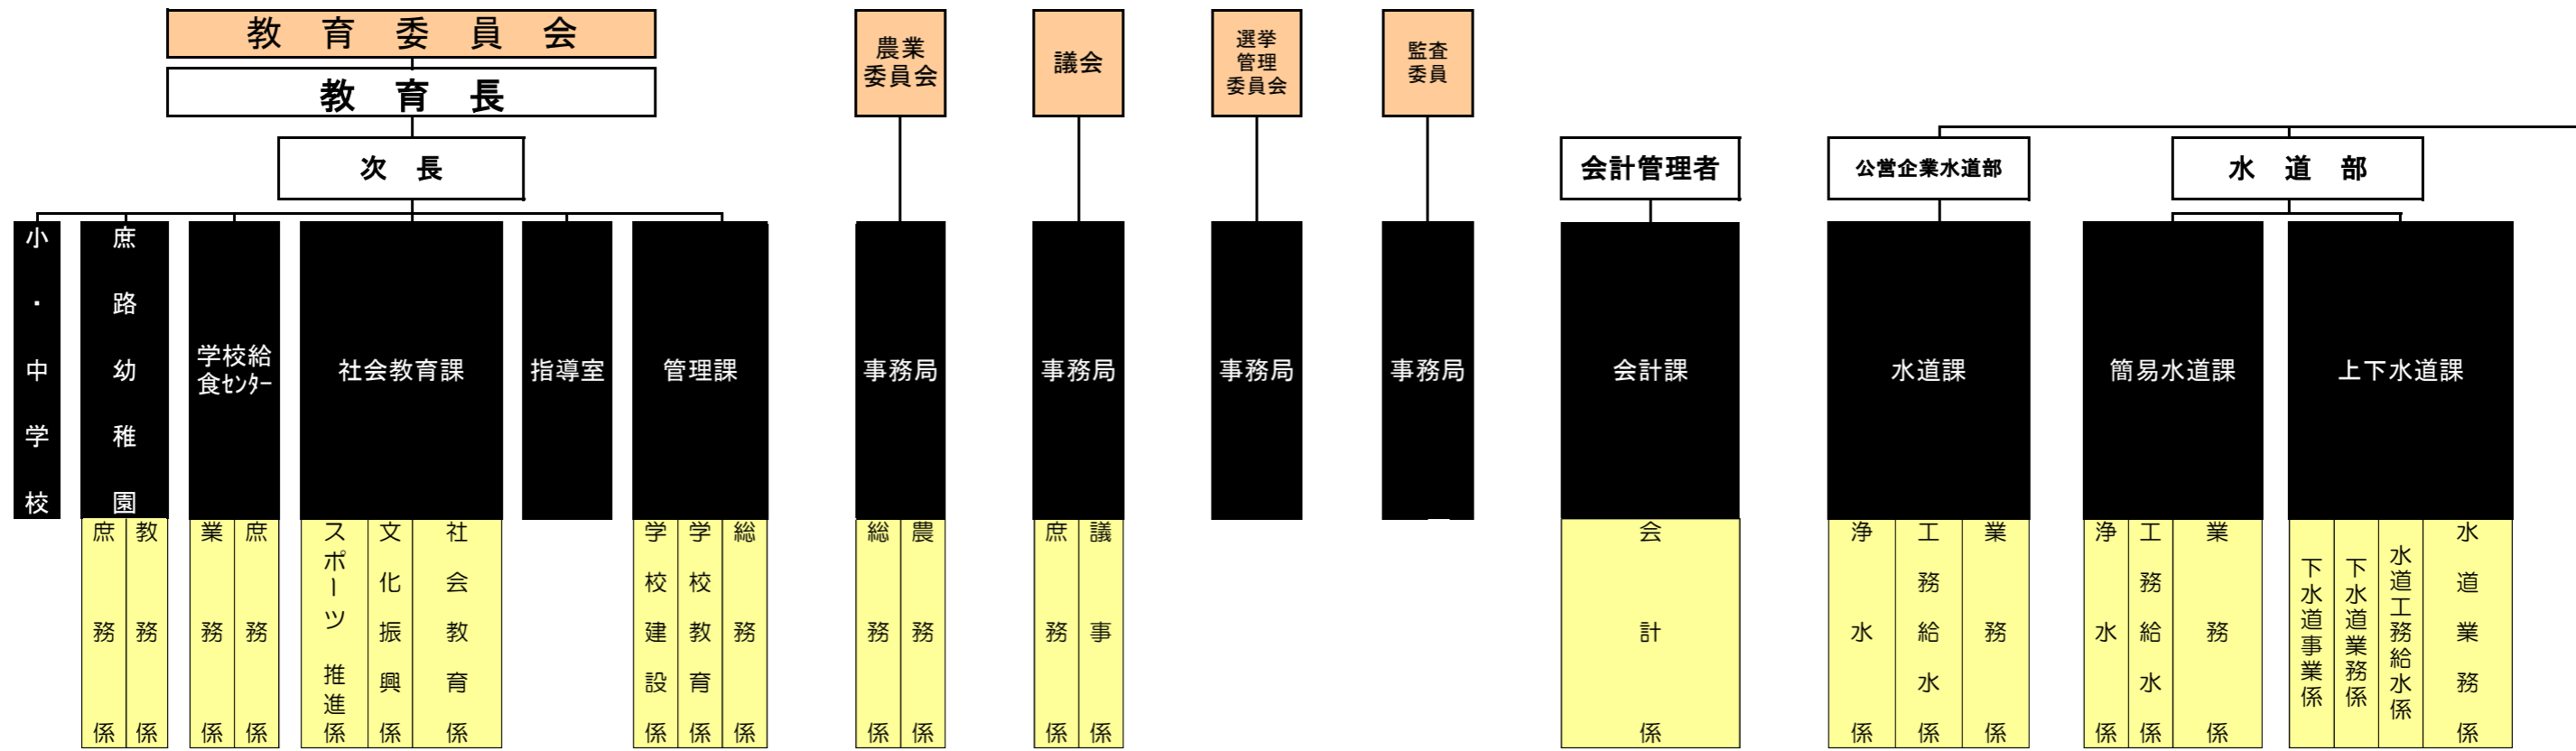 教育委員会
教育長
次長
農業
委員会
議会
選挙
管理
委員会
監査
委員
会計管理者
公営企業水道部
水道部
小・中学校
庶路幼稚園
学校給
食ｾﾝﾀｰ
社会教育課
指導室
管理課
事務局
事務局
事務局
事務局
会計課
水道課
簡易水道課
上下水道課
庶務係
教務係
業務係
庶務係
スポーツ推進係
文化振興係
社会教育係
学校建設係
学校教育係
総務係
総務係
農務係
庶務係
議事係
会計係
浄水係
工務給水係
業務係
浄水係
工務給水係
業務係
下水道事業係
下水道業務係
水道工務給水係
水道業務係